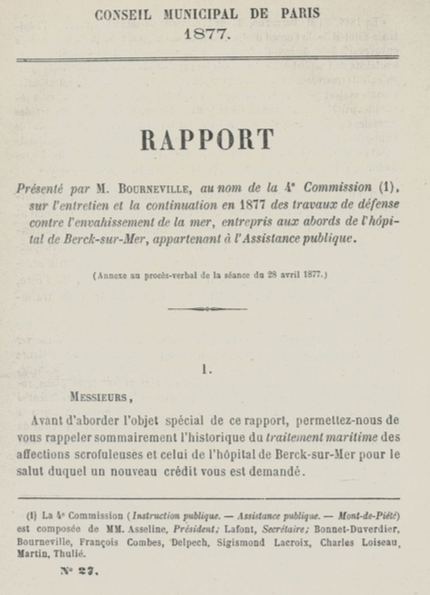 CONSEIL MUNICIPAL DE PARIS
1877.
RAPPORT
Présenté par M. BOURNEVILLE, au nom de la 4e Commission (1),
sur l'entretien et la continuation en 1877 des travaux de défense
contre l'envahissement de la mer, entrepris aux abords de l'hôpi-
tal de Berck-sur-Mer, appartenant à l'Assistance publique.
(Annexe au procès-verbal de la séance du 28 avril 1877.)
1.
MESSIEURS,
Avant d'aborder l'objet spécial de ce rapport, permettez-nous de
vous rappeler sommairement l'historique du traitement maritime des
affections scrofuleuses et celui de l'hôpital de Berck-sur-Mer pour le
salut duquel un nouveau crédit vous est demandé.
(1) La 4e Commission (Instruction publique. — Assistance publique. — Mont-de-Piété)
est composée de MM. Asseline, Président; Lafont, Secrétaire; Bonnet-Duverdier,
Bourneville, François Combes, Delpech, Sigismond Lacroix, Charles Loiseau,
Martin, Thulié.
No 27.